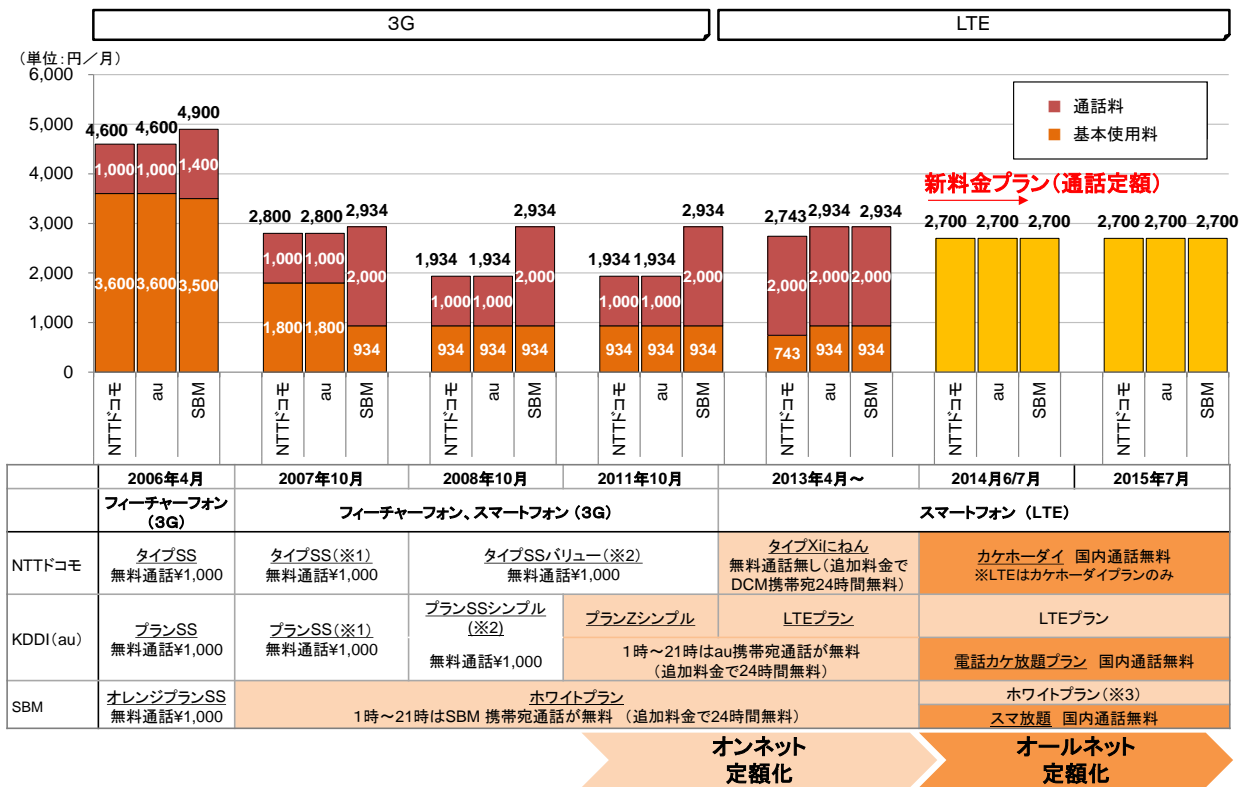 3G
LTE
（単位：円／月）
6,000
5,000
4,000
3,000
2,000
1,000
0
通話料
基本使用料
新料金プラン（通話定額）
4,600 4,600 4,900
1,000 1,000 1,400
3,600 3,600 3,500
2,800 2,800 2,934
1,000 1,000 2,000
1,800 1,800 934
1,934 1,934 2,934
1,000 1,000 2,000
934 934 934
1,934 1,934 2,934
1,000 1,000 2,000
934 934 934
2,743 2,934 2,934
2,000 2,000 2,000
743 934 934
2,700 2,700 2,700
2,700 2,700 2,700
NTTドコモ au SBM
NTTドコモ au SBM
NTTドコモ au SBM
NTTドコモ au SBM
NTTドコモ au SBM
NTTドコモ au SBM
NTTドコモ au SBM
2006年4月 2007年10月 2008年10月 2011年10月 2013年4月～ 2014月6/7月 2015年7月
フィーチャーフォン
（3G）
フィーチャーフォン、スマートフォン（3G）
スマートフォン（LTE）
NTTドコモ
タイプSS
無料通話¥1,000
タイプSS（※1）
無料通話¥1,000
タイプSSバリュー（※2）
無料通話¥1,000
タイプXiにねん
無料通話無し（追加料金で
DCM携帯宛24時間無料）
カケホーダイ 国内通話無料
※LTEはカケホーダイプランのみ
KDDI（au）
プランSS
無料通話¥1,000
プランSS（※1）
無料通話¥1,000
プランSSシンプル
（※2）
無料通話¥1,000
プランZシンプル
LTEプラン
1時～21時はau携帯宛通話が無料
（追加料金で24時間無料）
LTEプラン
電話カケ放題プラン 国内通話無料
SBM
オレンジプランSS
無料通話¥1,000
ホワイトプラン
1時～21時はSBM 携帯宛通話が無料 （追加料金で24時間無料）
ホワイトプラン（※3）
スマ放題 国内通話無料
オンネット
定額化
オールネット
定額化